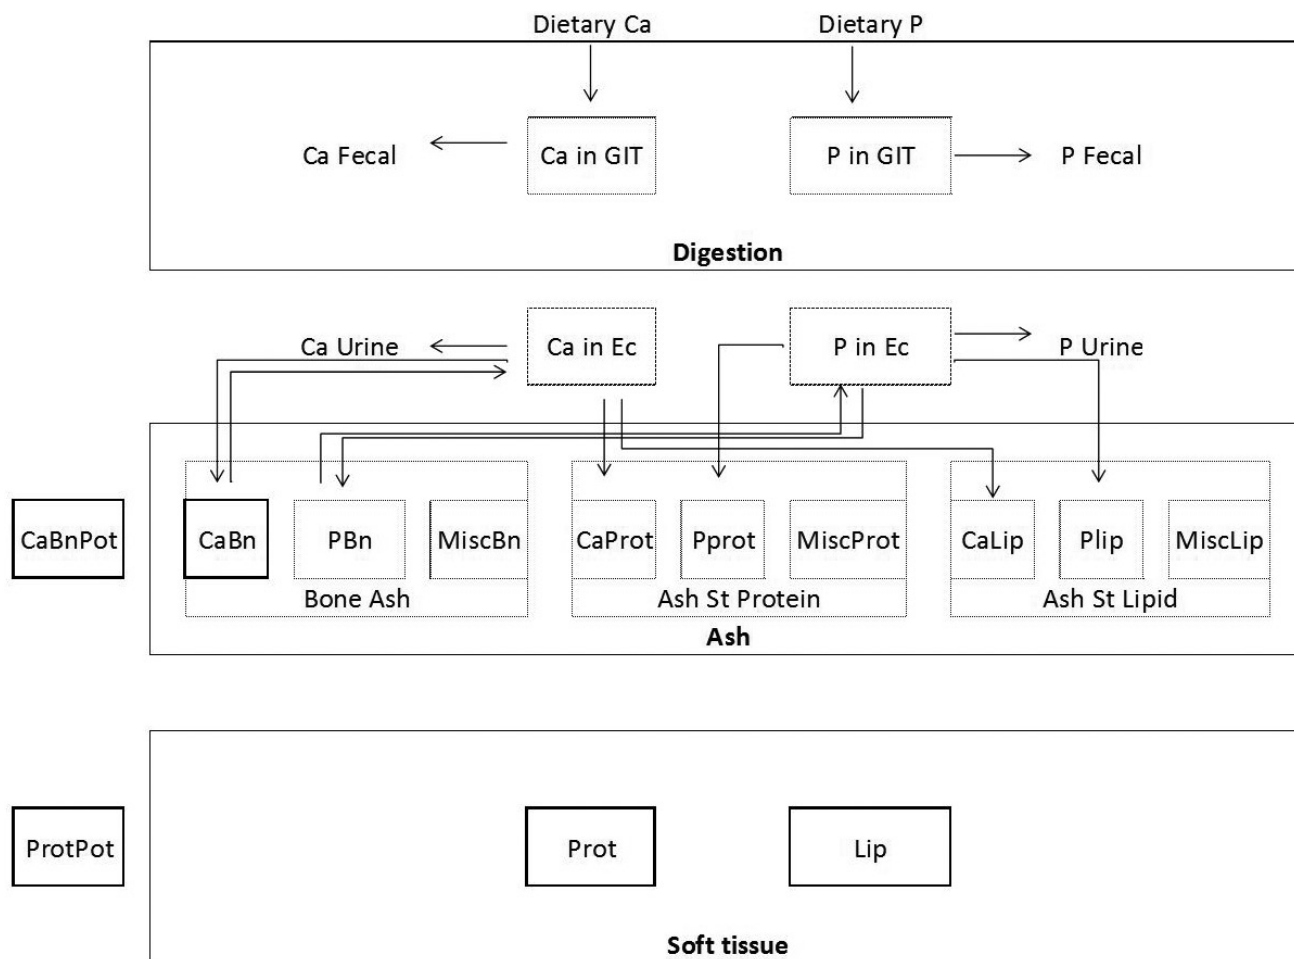 Dietary Ca
Dietary P
Ca Fecal
Ca in GIT
P in GIT
P Fecal
Digestion
Ca Urine
Ca in Ec
P in Ec
P Urine
CaBnPot
CaBn
PBn
MiscBn
CaProt
Pprot
MiscProt
CaLip
Plip
MiscLip
Bone Ash
Ash St Protein
Ash St Lipid
Ash
ProtPot
Prot
Lip
Soft tissue